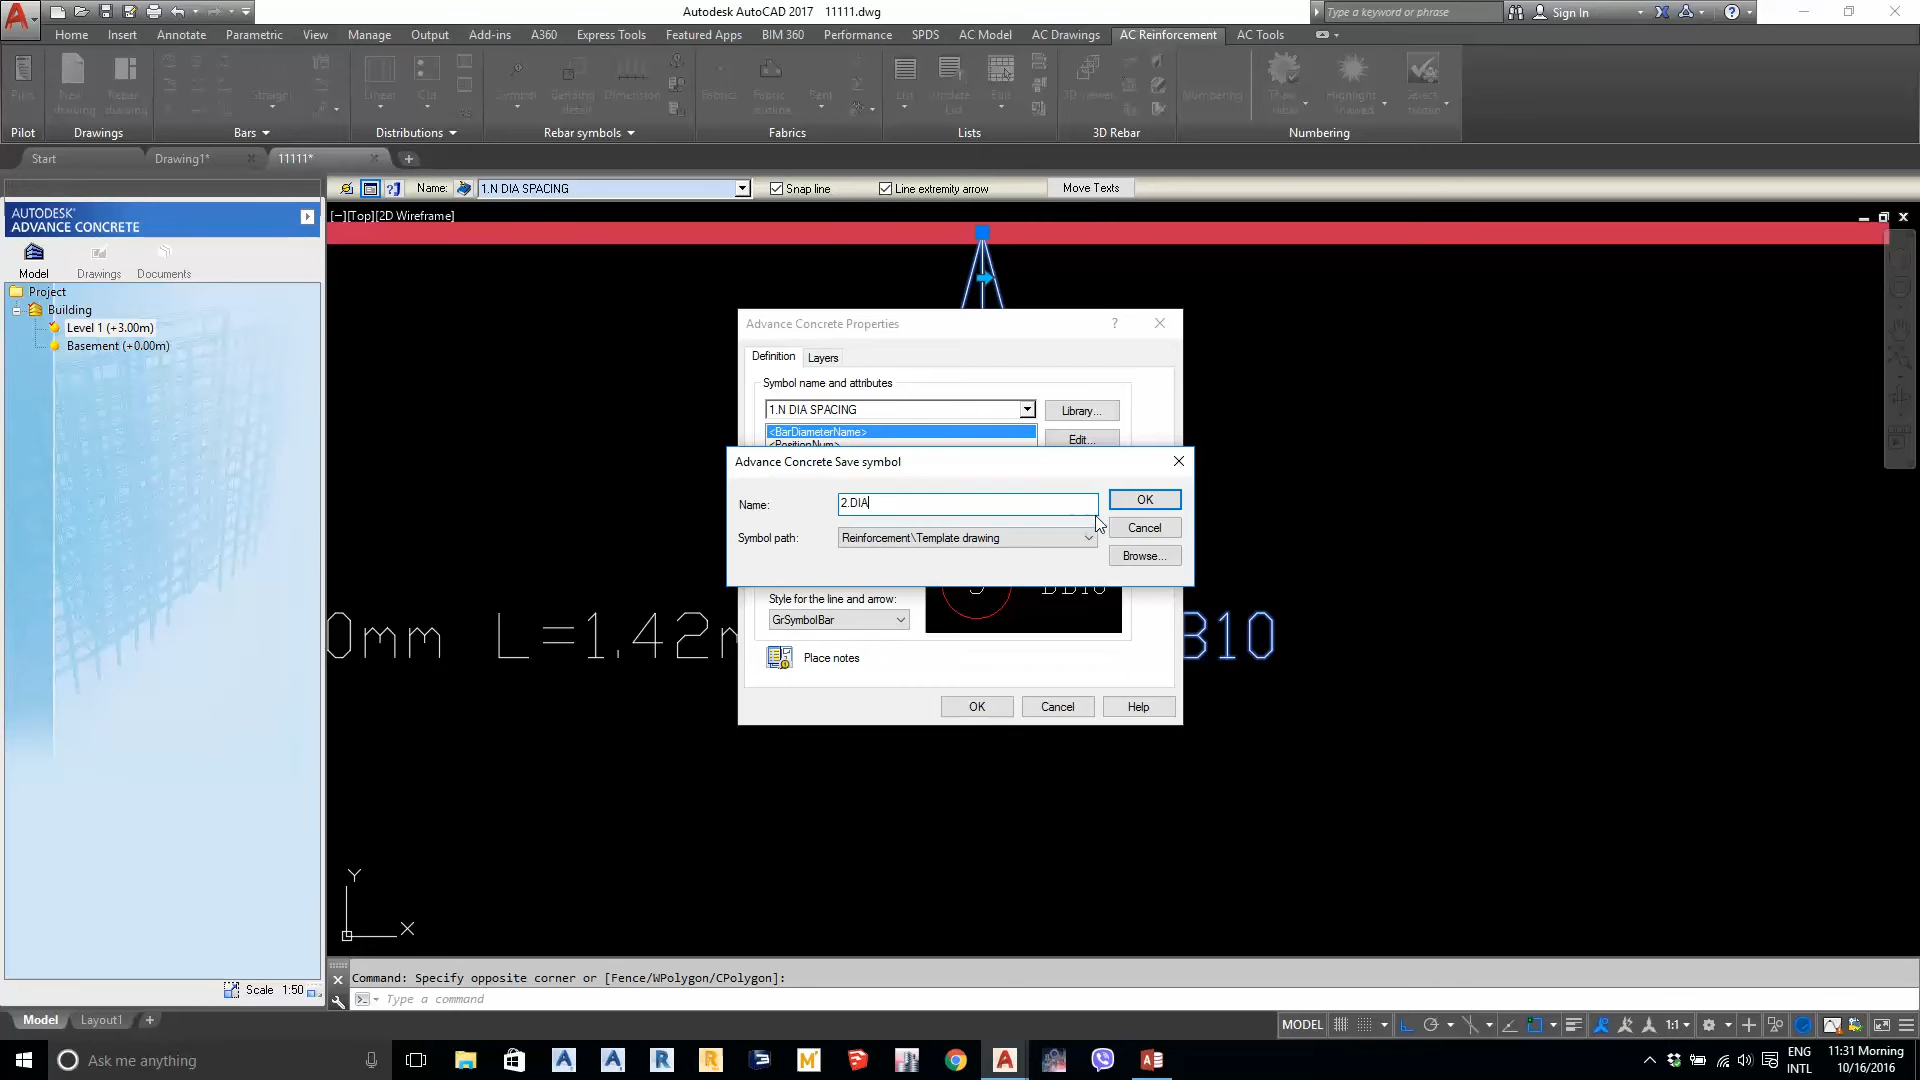 Autodesk AutoCAD 2017 11111.dwg
Type a keyword or phrase
Sign In
Home Insert Annotate Parametric View Manage Output Add-ins A360 Express Tools Featured Apps BIM 360 Performance SPDS AC Model AC Drawings AC Reinforcement AC Tools
Pilot Drawings Bars Distributions Rebar symbols Fabrics Lists 3D Rebar Numbering
Start Drawing1* 11111*
Name: 1.N DIA SPACING Snap line Line extremity arrow Move Texts
AUTODESK®
ADVANCE CONCRETE
Model Drawings Documents
Project
Building
Level 1 (+3.00m)
Basement (+0.00m)
[−][Top][2D Wireframe]
Advance Concrete Properties ?
Definition Layers
Symbol name and attributes
1.N DIA SPACING Library...
<BarDiameterName> Edit...
<PositionNum>
Advance Concrete Save symbol
Name: 2.DIA OK
Symbol path: Reinforcement\Template drawing Cancel
Browse...
Style for the line and arrow:
GrSymbolBar
Place notes
OK Cancel Help
0mm L=1.42m
B10
Y
X
Command: Specify opposite corner or [Fence/WPolygon/CPolygon]:
Type a command
Scale 1:50
Model Layout1
MODEL 1:1
Ask me anything
ENG
INTL
11:31 Morning
10/16/2016